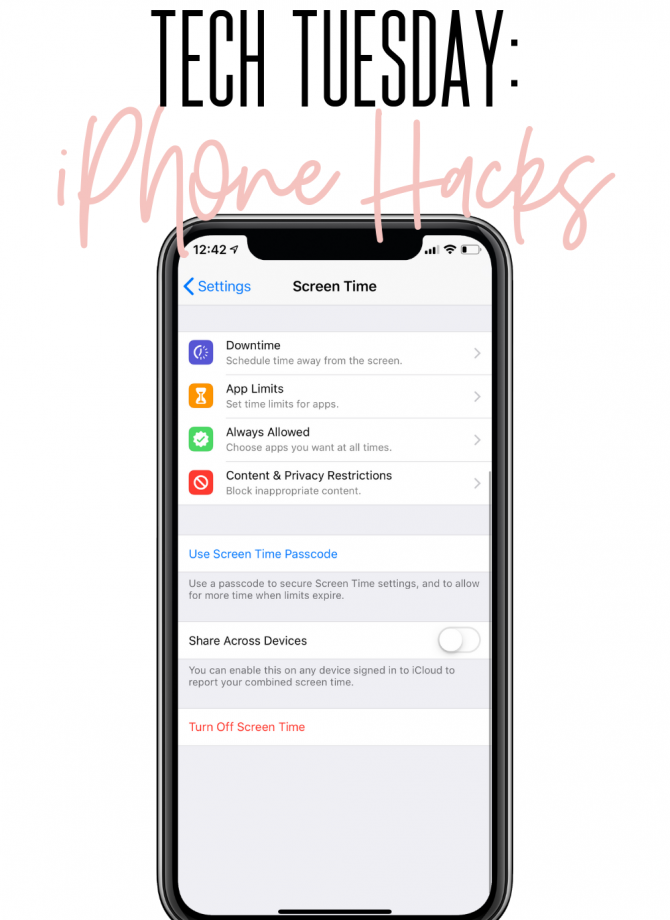 TECH TUESDAY:
iPhone Hacks
12:42
Settings
Screen Time
Downtime
Schedule time away from the screen.
App Limits
Set time limits for apps.
Always Allowed
Choose apps you want at all times.
Content & Privacy Restrictions
Block inappropriate content.
Use Screen Time Passcode
Use a passcode to secure Screen Time settings, and to allow
for more time when limits expire.
Share Across Devices
You can enable this on any device signed in to iCloud to
report your combined screen time.
Turn Off Screen Time